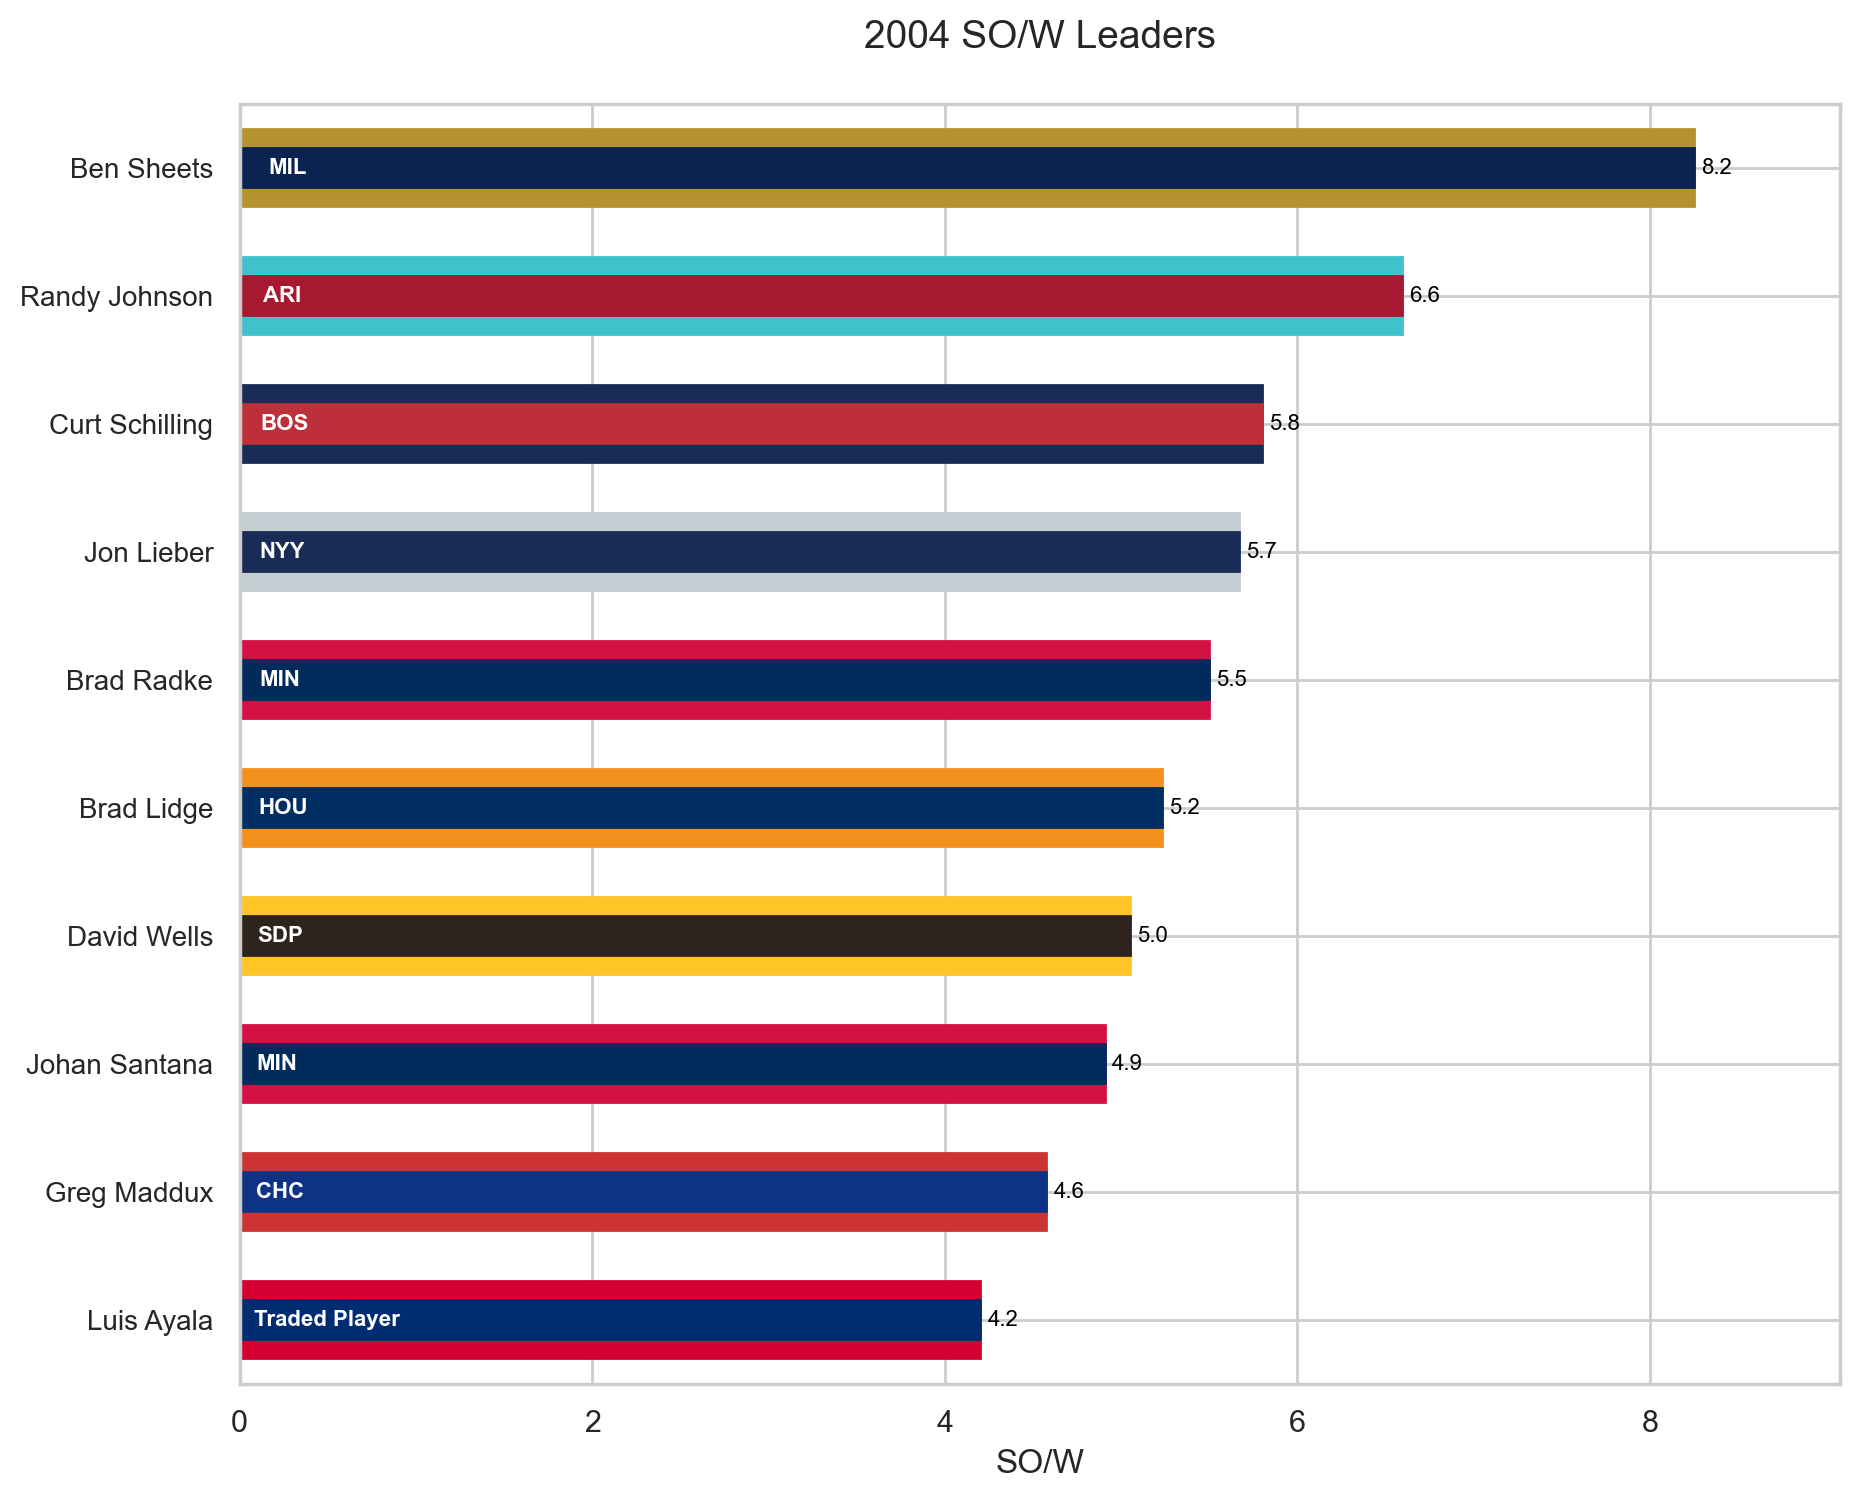 2004 SO/W Leaders
Ben Sheets MIL 8.2
Randy Johnson ARI 6.6
Curt Schilling BOS 5.8
Jon Lieber NYY 5.7
Brad Radke MIN 5.5
Brad Lidge HOU 5.2
David Wells SDP 5.0
Johan Santana MIN 4.9
Greg Maddux CHC 4.6
Luis Ayala Traded Player 4.2
0 2 4 6 8
SO/W